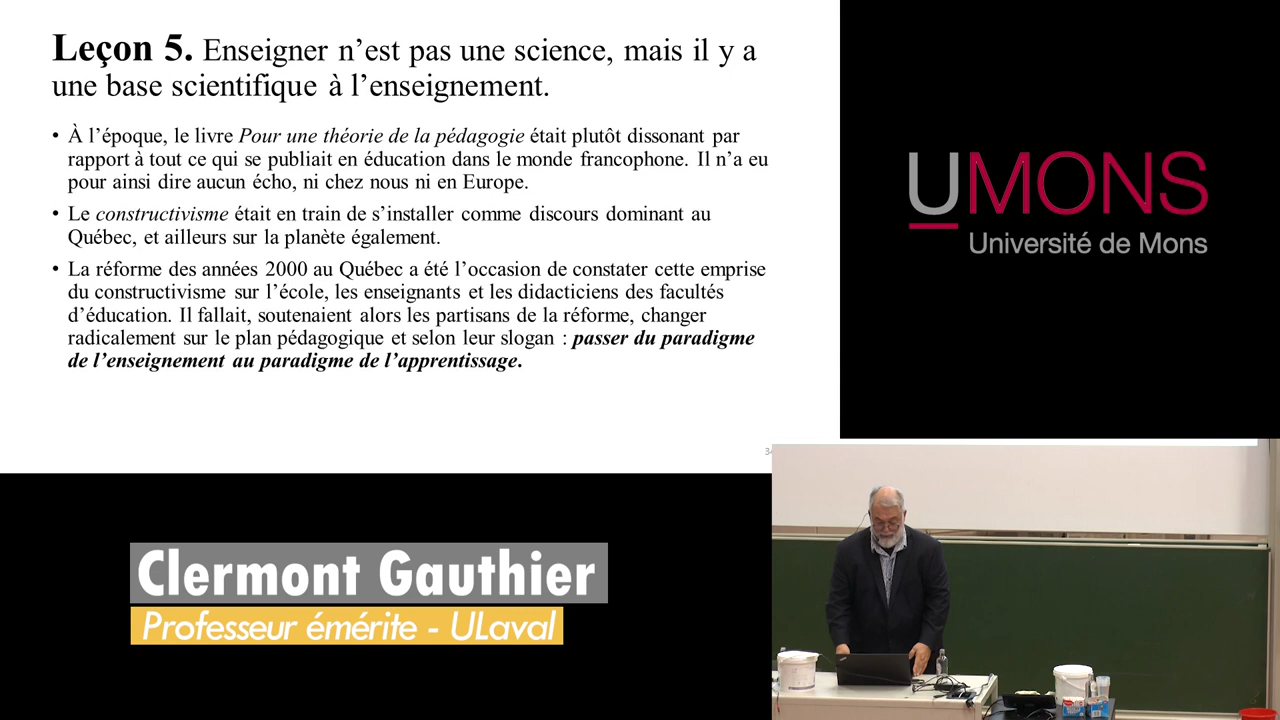 Leçon 5. Enseigner n’est pas une science, mais il y a
une base scientifique à l’enseignement.
• À l’époque, le livre Pour une théorie de la pédagogie était plutôt dissonant par
rapport à tout ce qui se publiait en éducation dans le monde francophone. Il n’a eu
pour ainsi dire aucun écho, ni chez nous ni en Europe.
• Le constructivisme était en train de s’installer comme discours dominant au
Québec, et ailleurs sur la planète également.
• La réforme des années 2000 au Québec a été l’occasion de constater cette emprise
du constructivisme sur l’école, les enseignants et les didacticiens des facultés
d’éducation. Il fallait, soutenaient alors les partisans de la réforme, changer
radicalement sur le plan pédagogique et selon leur slogan : passer du paradigme
de l’enseignement au paradigme de l’apprentissage.
UMONS
Université de Mons
Clermont Gauthier
Professeur émérite - ULaval